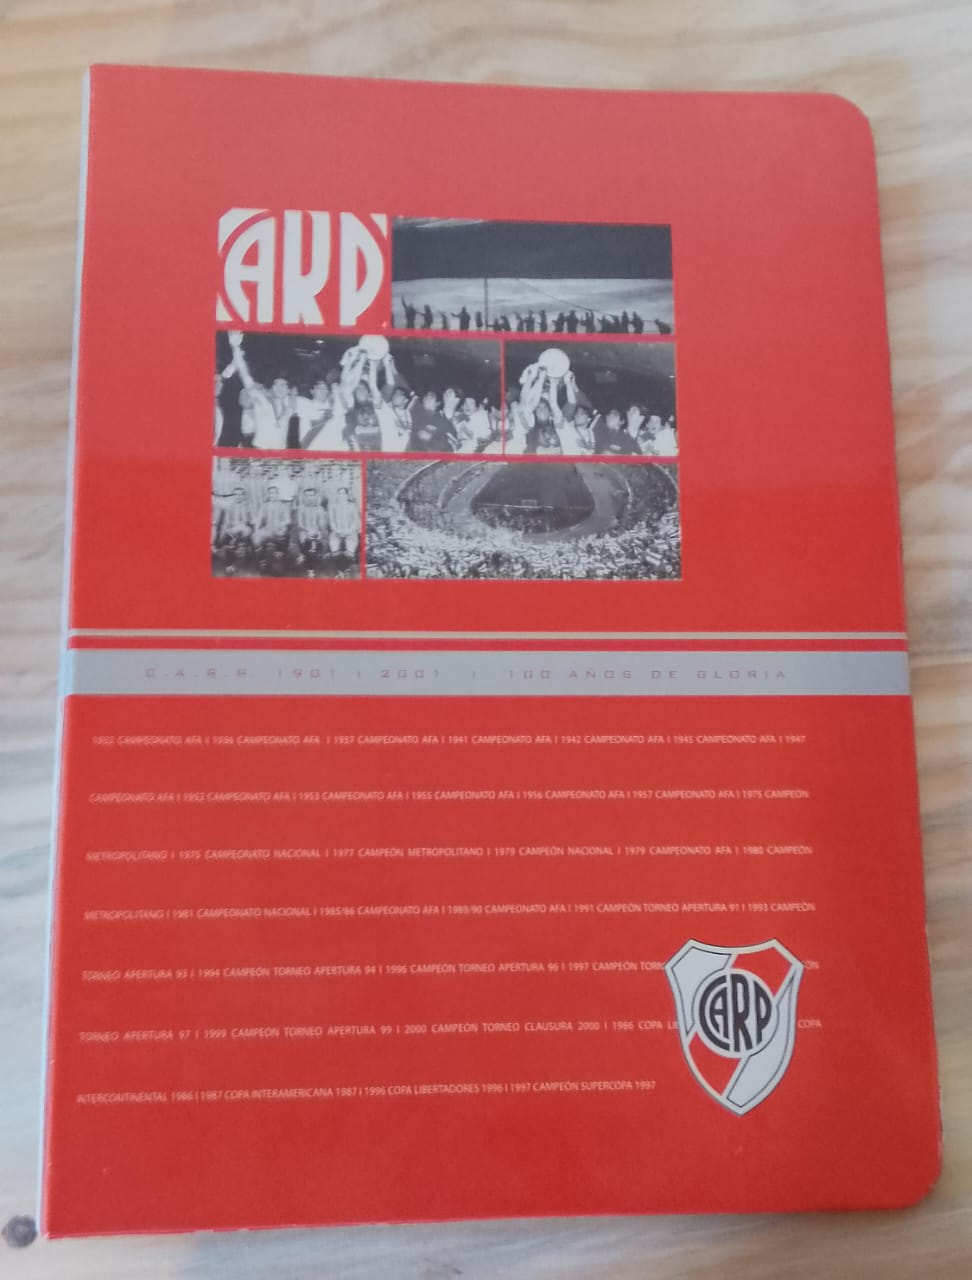 CARP
C.A.R.P. 1901 | 2001 | 100 AÑOS DE GLORIA
CAMPEONATO AFA | 1936 CAMPEONATO AFA | 1937 CAMPEONATO AFA | 1941 CAMPEONATO AFA | 1942 CAMPEONATO AFA | 1945 CAMPEONATO AFA | 1947
CAMPEONATO AFA | 1952 CAMPEONATO AFA | 1953 CAMPEONATO AFA | 1955 CAMPEONATO AFA | 1956 CAMPEONATO AFA | 1957 CAMPEONATO AFA | 1975 CAMPEÓN
METROPOLITANO | 1975 CAMPEONATO NACIONAL | 1977 CAMPEÓN METROPOLITANO | 1979 CAMPEÓN NACIONAL | 1979 CAMPEONATO AFA | 1980 CAMPEÓN
METROPOLITANO | 1981 CAMPEONATO NACIONAL | 1985/86 CAMPEONATO AFA | 1989/90 CAMPEONATO AFA | 1991 CAMPEÓN TORNEO APERTURA 91 | 1993 CAMPEÓN
TORNEO APERTURA 93 | 1994 CAMPEÓN TORNEO APERTURA 94 | 1996 CAMPEÓN TORNEO APERTURA 96 | 1997 CAMPEÓN
TORNEO APERTURA 97 | 1999 CAMPEÓN TORNEO APERTURA 99 | 2000 CAMPEÓN TORNEO CLAUSURA 2000 | 1986 COPA COPA
INTERCONTINENTAL 1986 | 1987 COPA INTERAMERICANA 1987 | 1996 COPA LIBERTADORES 1996 | 1997 CAMPEÓN SUPERCOPA 1997
CARP